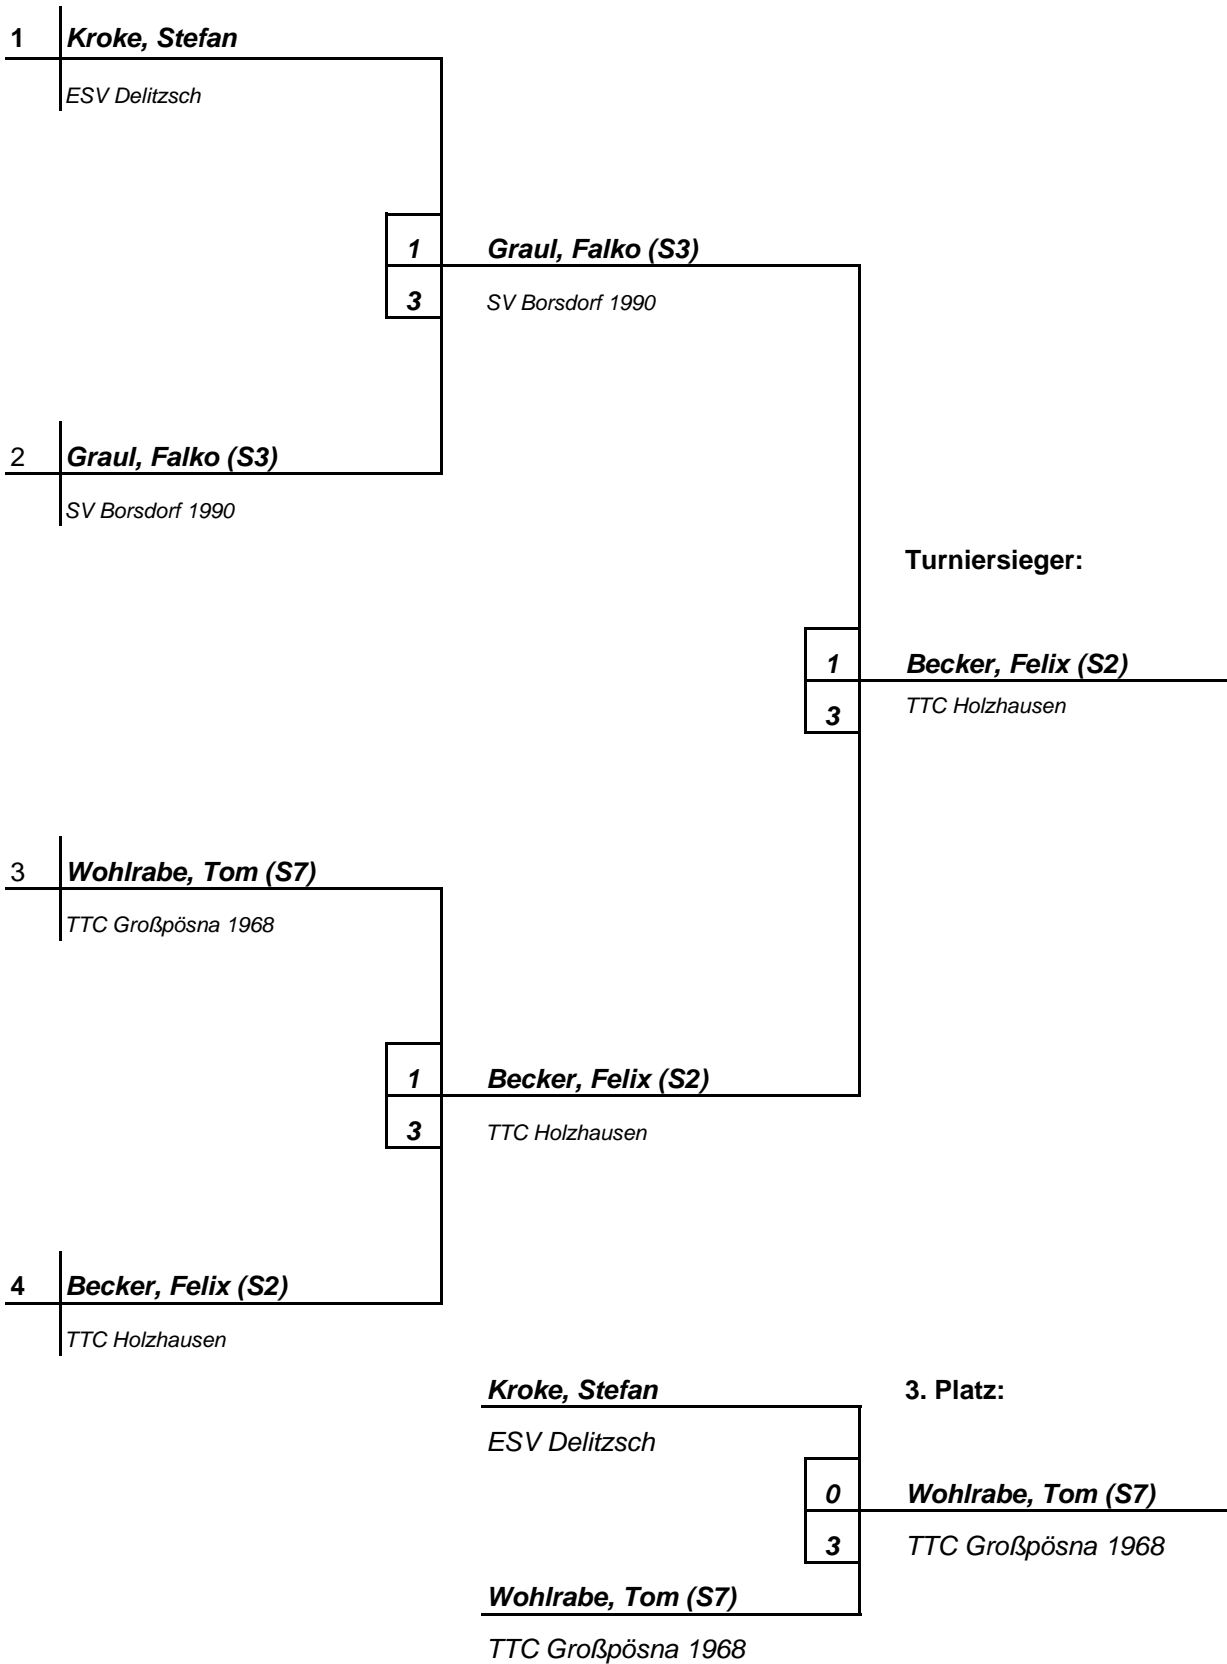 1 Kroke, Stefan
ESV Delitzsch
1 Graul, Falko (S3)
3 SV Borsdorf 1990
2 Graul, Falko (S3)
SV Borsdorf 1990
Turniersieger:
1 Becker, Felix (S2)
3 TTC Holzhausen
3 Wohlrabe, Tom (S7)
TTC Großpösna 1968
1 Becker, Felix (S2)
3 TTC Holzhausen
4 Becker, Felix (S2)
TTC Holzhausen
Kroke, Stefan 3. Platz:
ESV Delitzsch
0 Wohlrabe, Tom (S7)
3 TTC Großpösna 1968
Wohlrabe, Tom (S7)
TTC Großpösna 1968